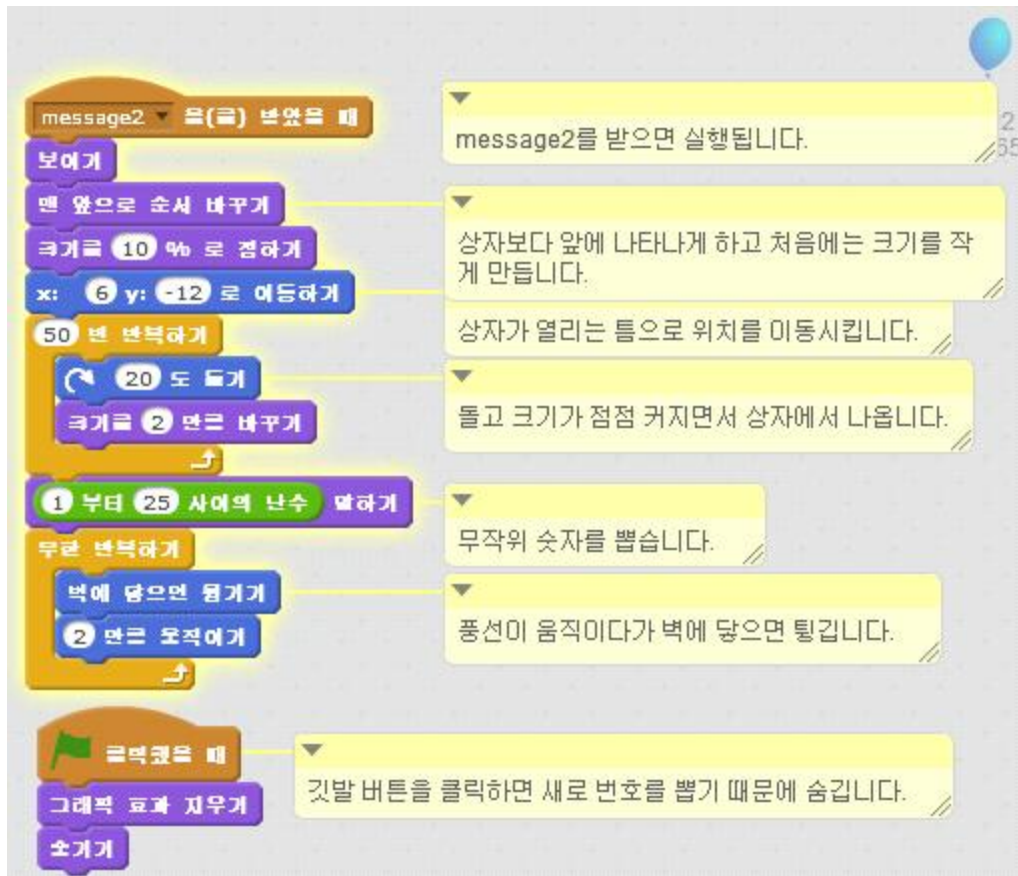 message2 을(를) 받았을 때
message2를 받으면 실행됩니다.
보이기
맨 앞으로 순서 바꾸기
크기를 10 % 로 정하기
상자보다 앞에 나타나게 하고 처음에는 크기를 작
게 만듭니다.
x: 6 y: -12 로 이동하기
상자가 열리는 틈으로 위치를 이동시킵니다.
50 번 반복하기
20 도 돌기
크기를 2 만큼 바꾸기
돌고 크기가 점점 커지면서 상자에서 나옵니다.
1 부터 25 사이의 난수 말하기
무작위 숫자를 뽑습니다.
무한 반복하기
벽에 닿으면 튕기기
2 만큼 움직이기
풍선이 움직이다가 벽에 닿으면 튕깁니다.
클릭했을 때
깃발 버튼을 클릭하면 새로 번호를 뽑기 때문에 숨깁니다.
그래픽 효과 지우기
숨기기